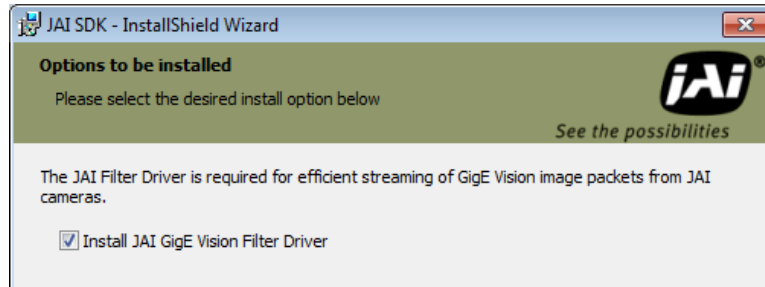 JAI SDK - InstallShield Wizard
Options to be installed
Please select the desired install option below
JAI®
See the possibilities
The JAI Filter Driver is required for efficient streaming of GigE Vision image packets from JAI
cameras.
Install JAI GigE Vision Filter Driver